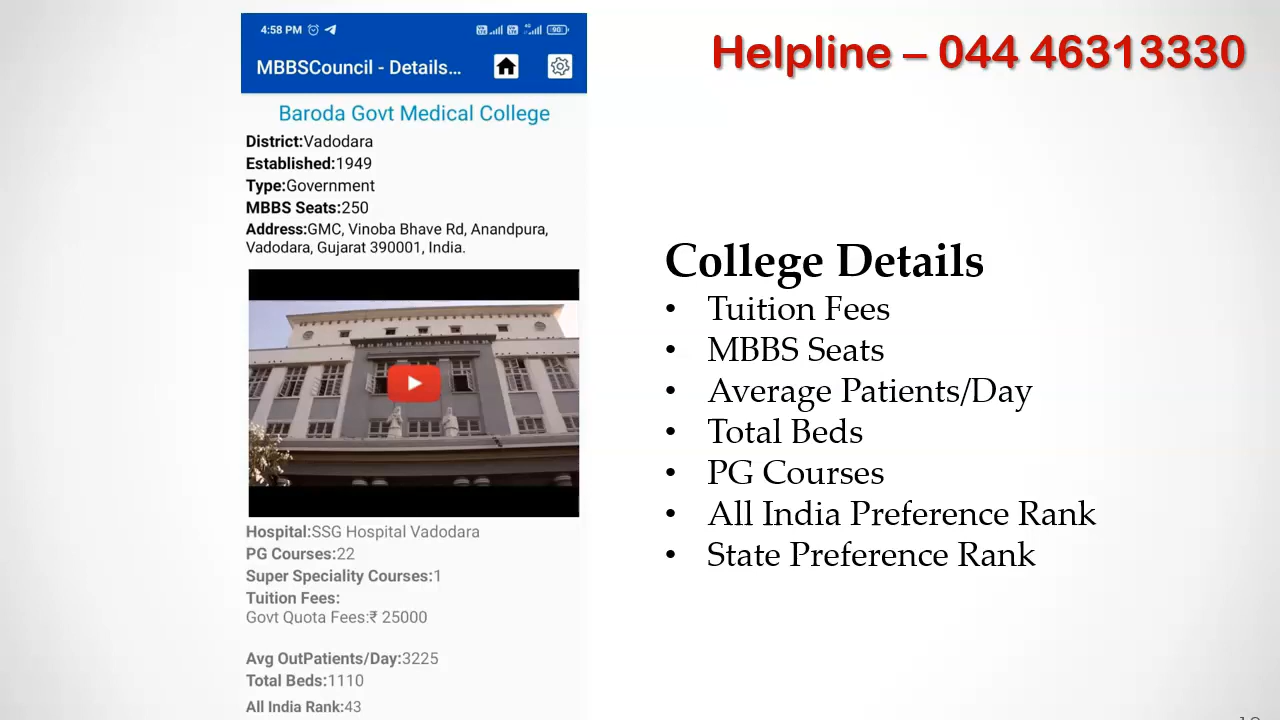 4:58 PM
Helpline – 044 46313330
MBBSCouncil - Details...
Baroda Govt Medical College
District:Vadodara
Established:1949
Type:Government
MBBS Seats:250
Address:GMC, Vinoba Bhave Rd, Anandpura,
Vadodara, Gujarat 390001, India.
Hospital:SSG Hospital Vadodara
PG Courses:22
Super Speciality Courses:1
Tuition Fees:
Govt Quota Fees:₹ 25000
Avg OutPatients/Day:3225
Total Beds:1110
All India Rank:43
College Details
• Tuition Fees
• MBBS Seats
• Average Patients/Day
• Total Beds
• PG Courses
• All India Preference Rank
• State Preference Rank